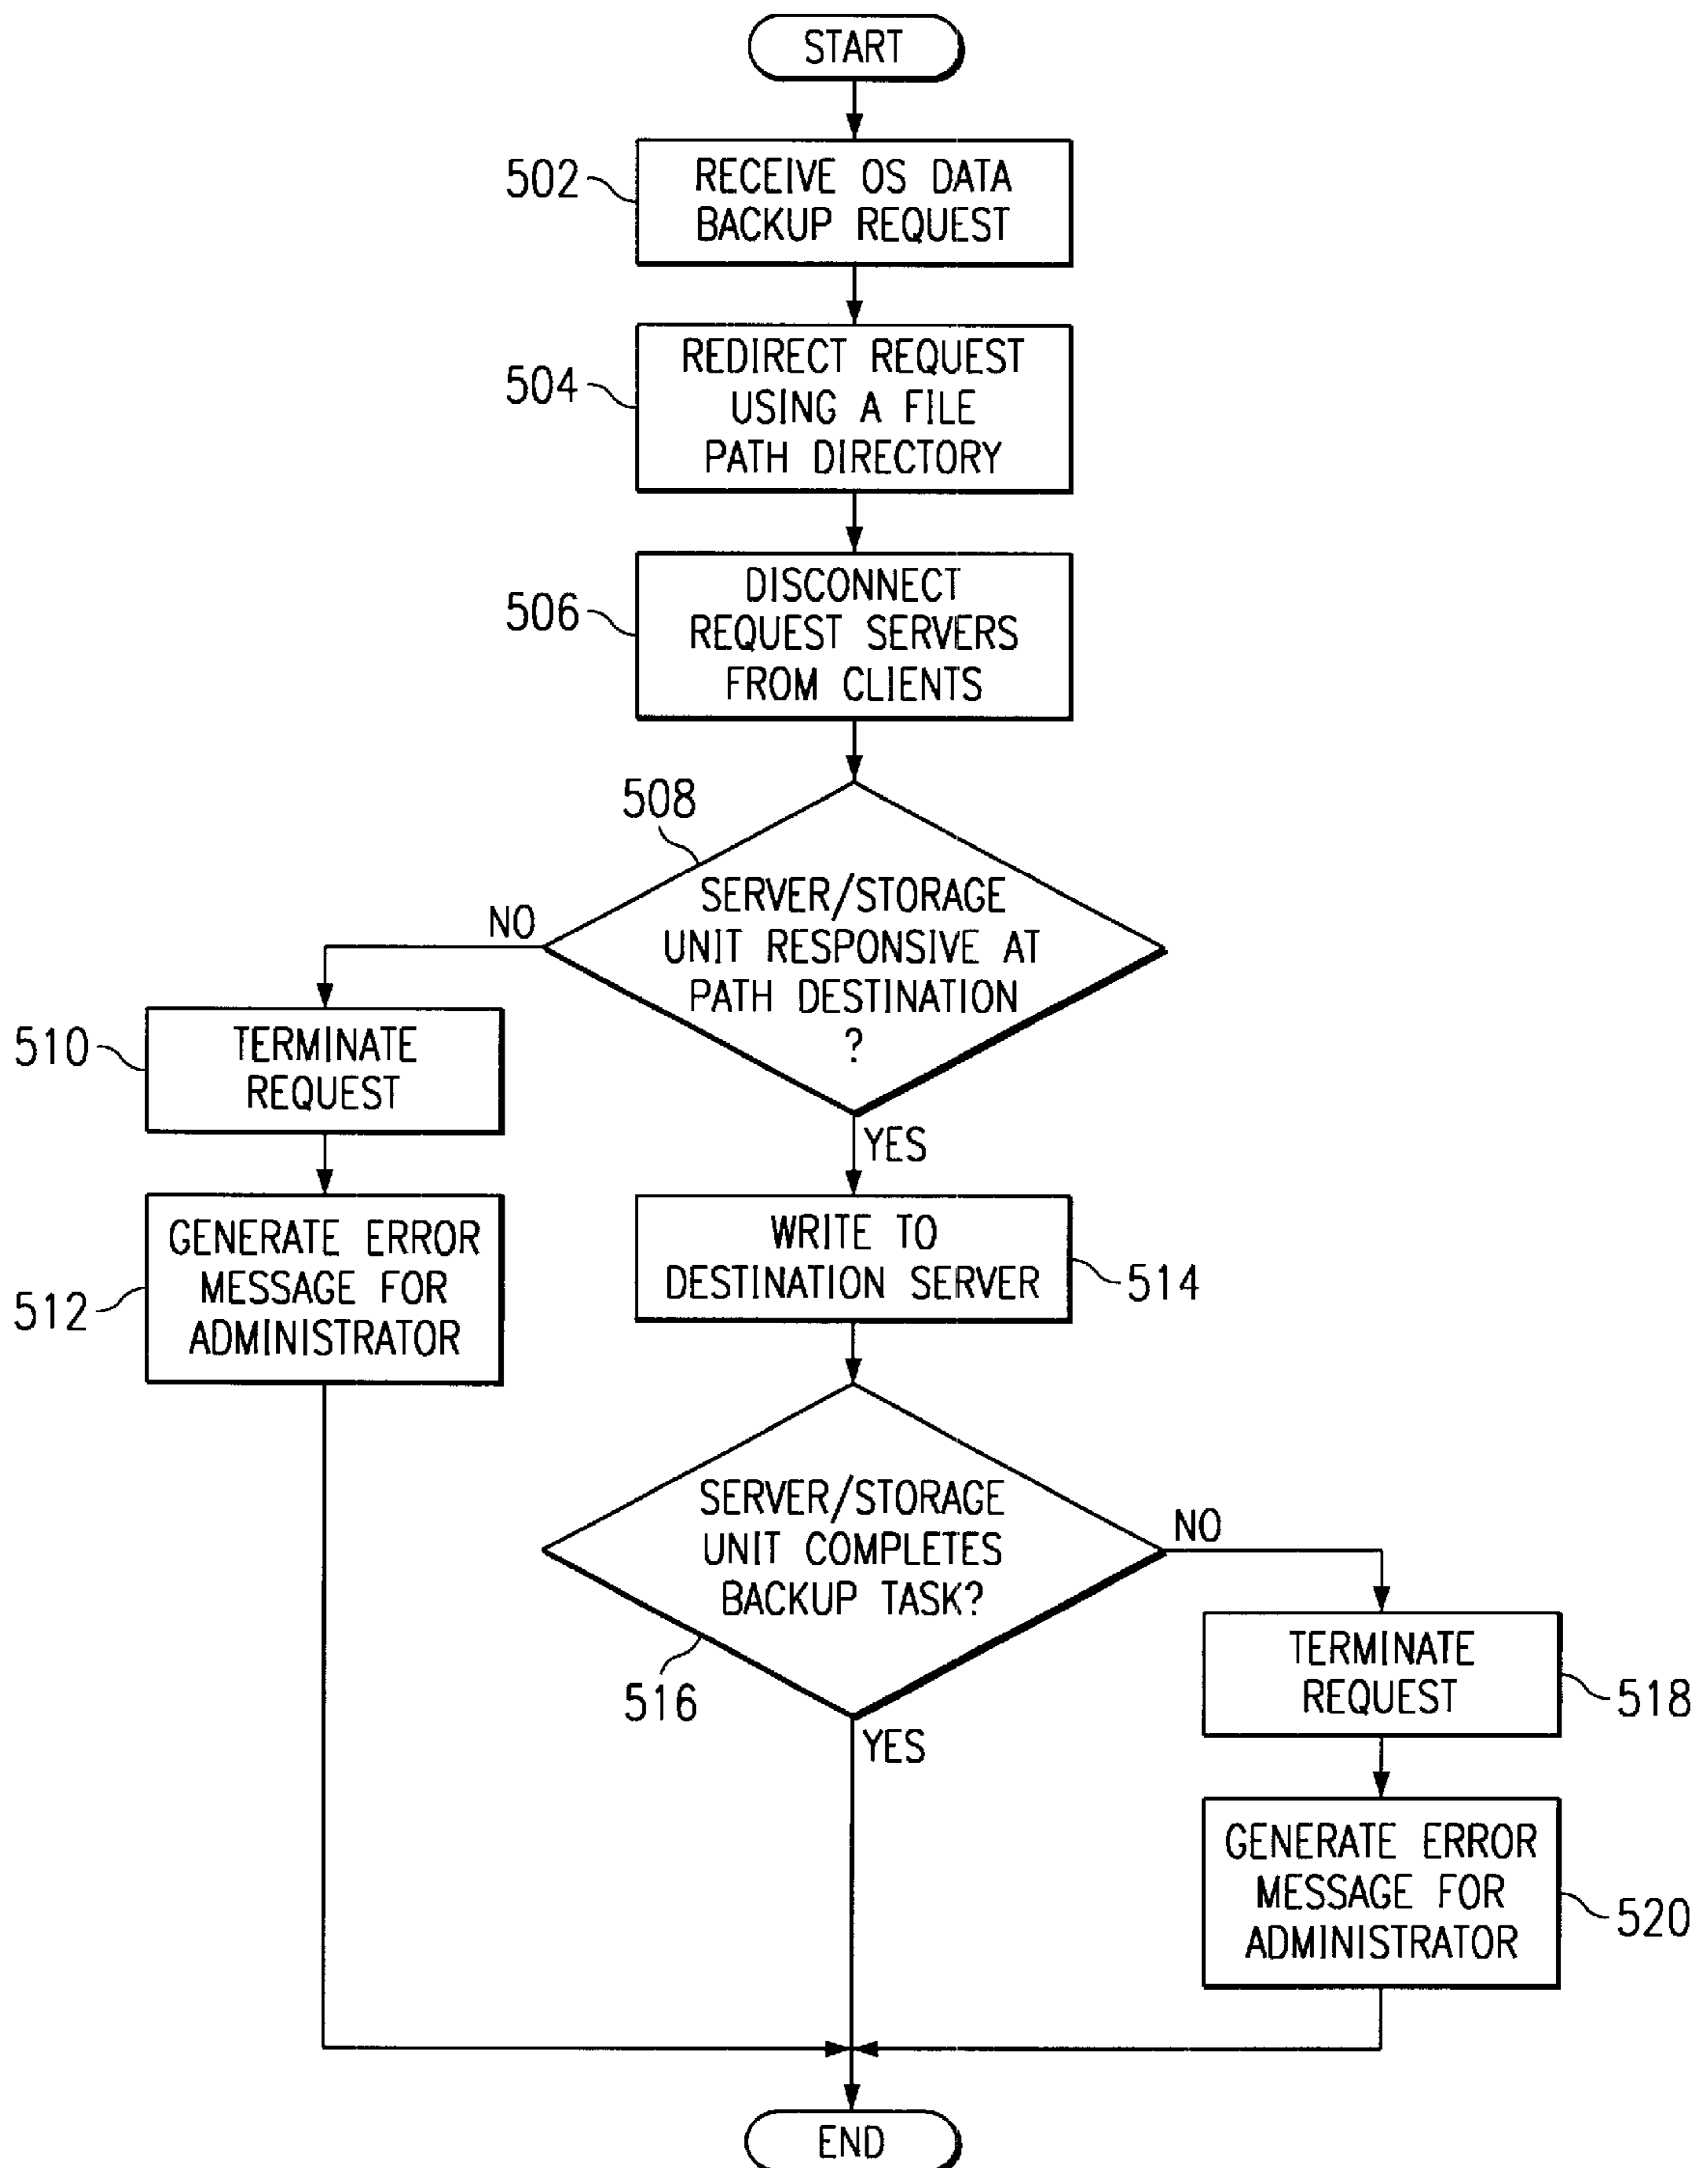 START
502
RECEIVE OS DATA
BACKUP REQUEST
504
REDIRECT REQUEST
USING A FILE
PATH DIRECTORY
506
DISCONNECT
REQUEST SERVERS
FROM CLIENTS
508
SERVER/STORAGE
UNIT RESPONSIVE AT
PATH DESTINATION
?
NO
YES
510
TERMINATE
REQUEST
512
GENERATE ERROR
MESSAGE FOR
ADMINISTRATOR
WRITE TO
DESTINATION SERVER
514
SERVER/STORAGE
UNIT COMPLETES
BACKUP TASK?
516
NO
YES
TERMINATE
REQUEST
518
GENERATE ERROR
MESSAGE FOR
ADMINISTRATOR
520
END